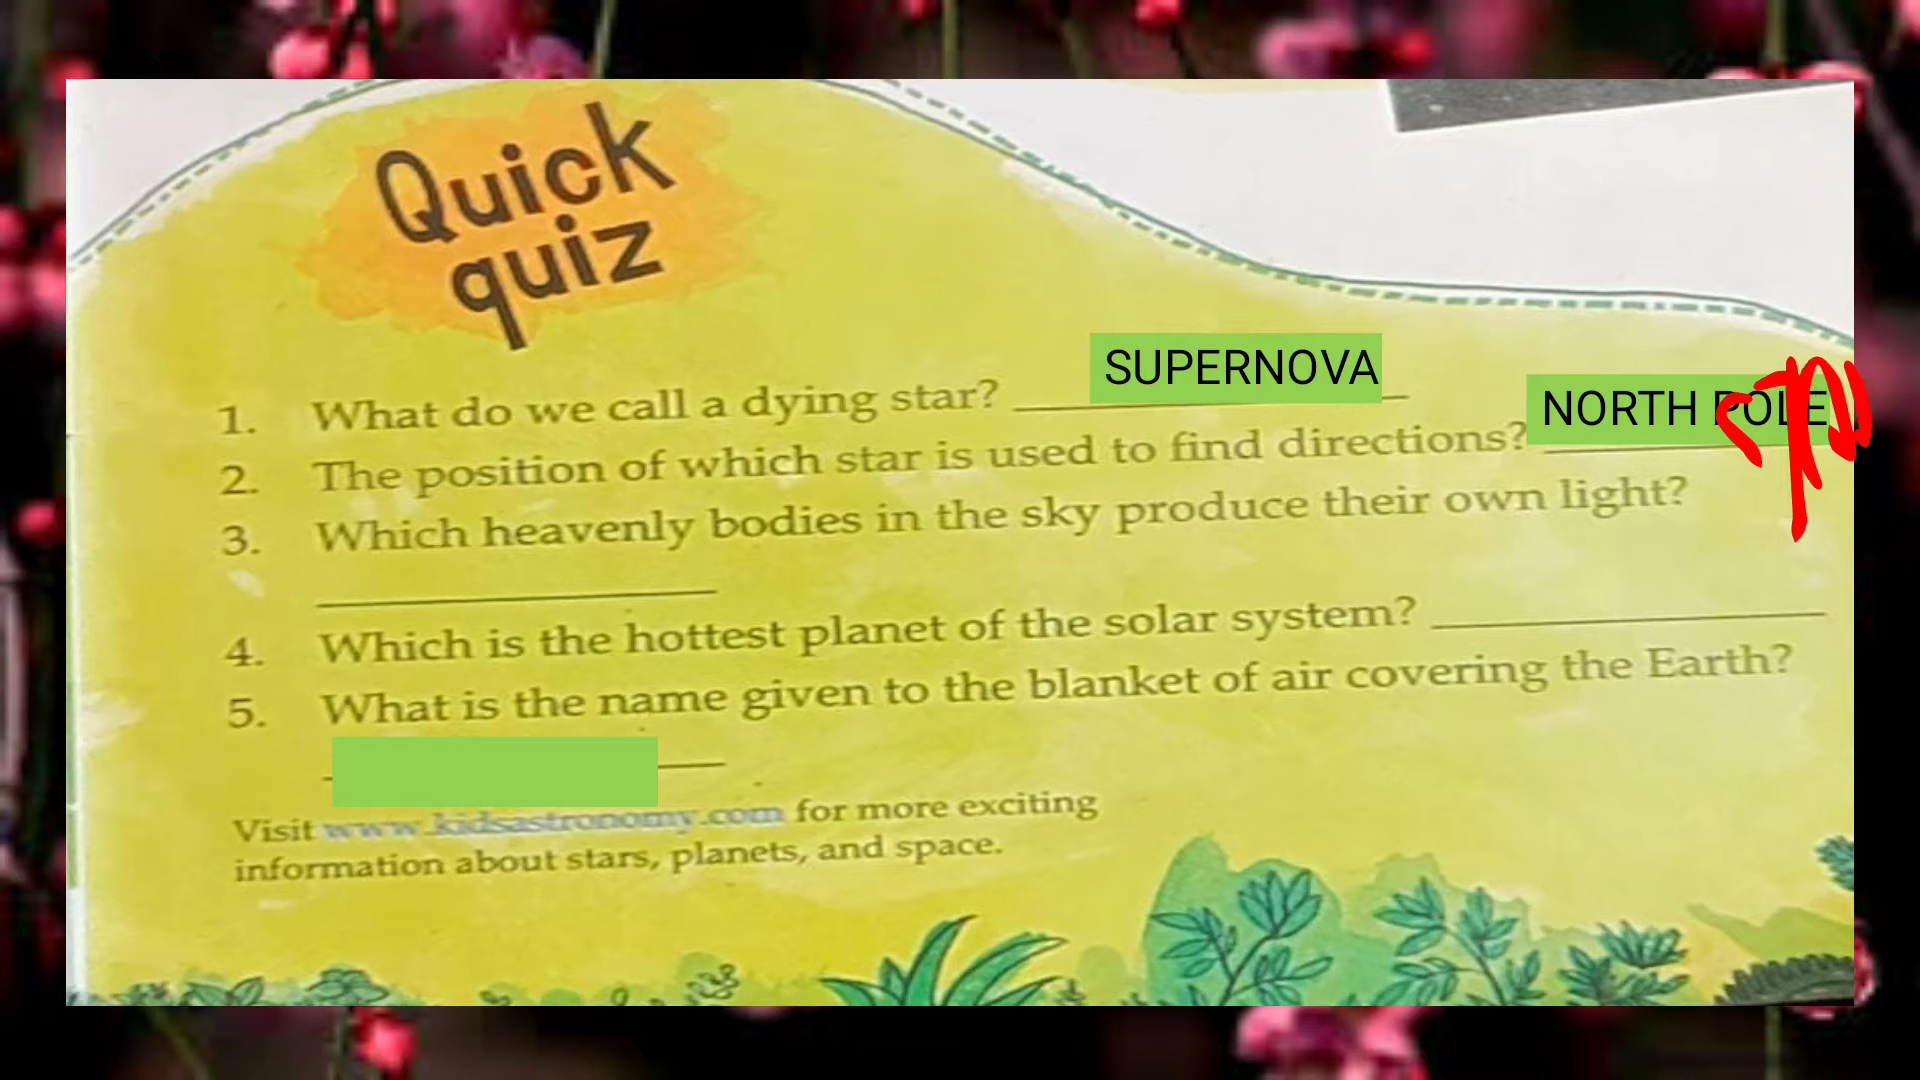 Quick
quiz
1. What do we call a dying star? SUPERNOVA
2. The position of which star is used to find directions? NORTH POLE
3. Which heavenly bodies in the sky produce their own light?
4. Which is the hottest planet of the solar system?
5. What is the name given to the blanket of air covering the Earth?
Visit www.kidsastronomy.com for more exciting
information about stars, planets, and space.